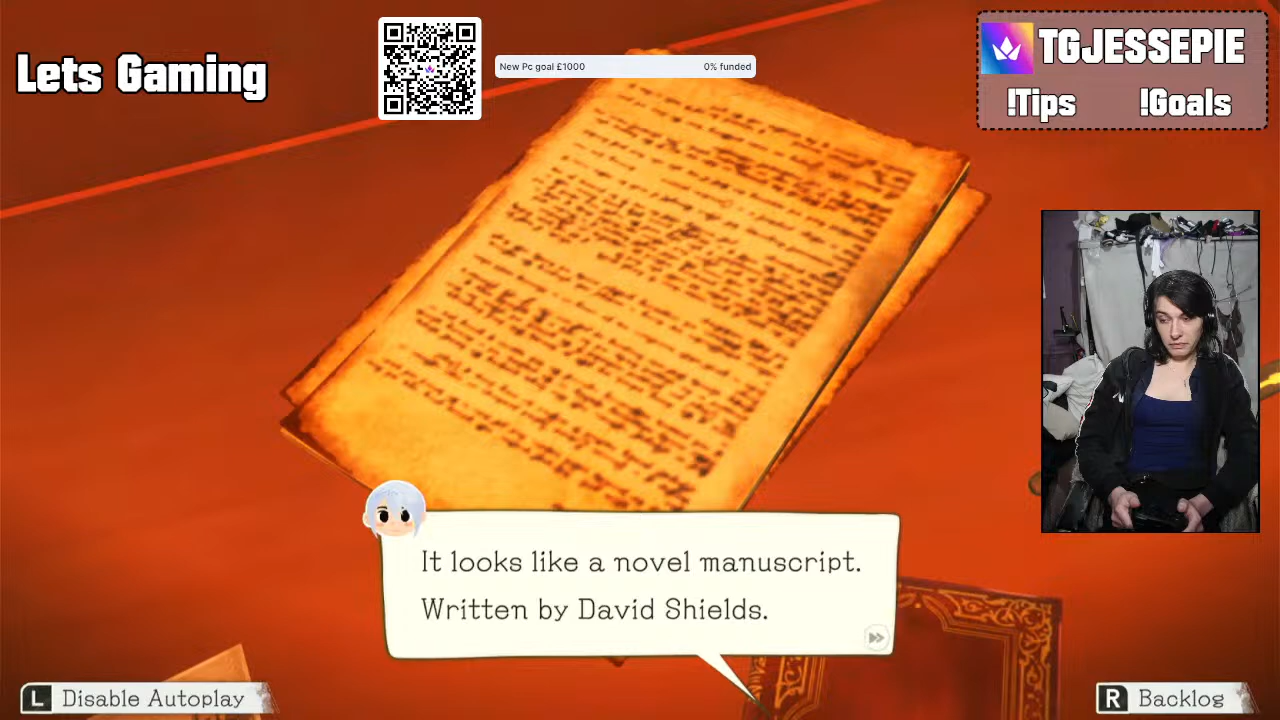 Lets Gaming
New Pc goal £1000
0% funded
TGJESSEPIE
!Tips
!Goals
It looks like a novel manuscript.
Written by David Shields.
L Disable Autoplay
R Backlog